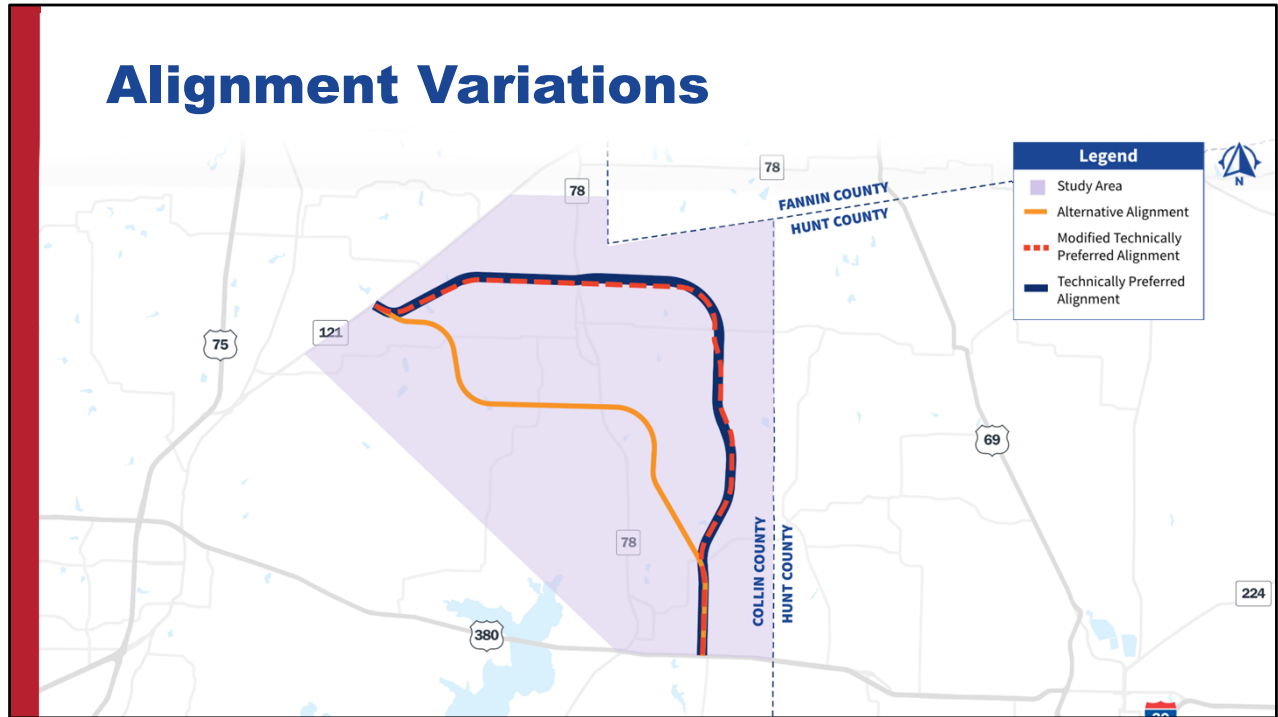 Alignment Variations
Legend
Study Area
Alternative Alignment
Modified Technically
Preferred Alignment
Technically Preferred
Alignment
N
78
78
FANNIN COUNTY
HUNT COUNTY
121
75
69
78
COLLIN COUNTY
HUNT COUNTY
224
380